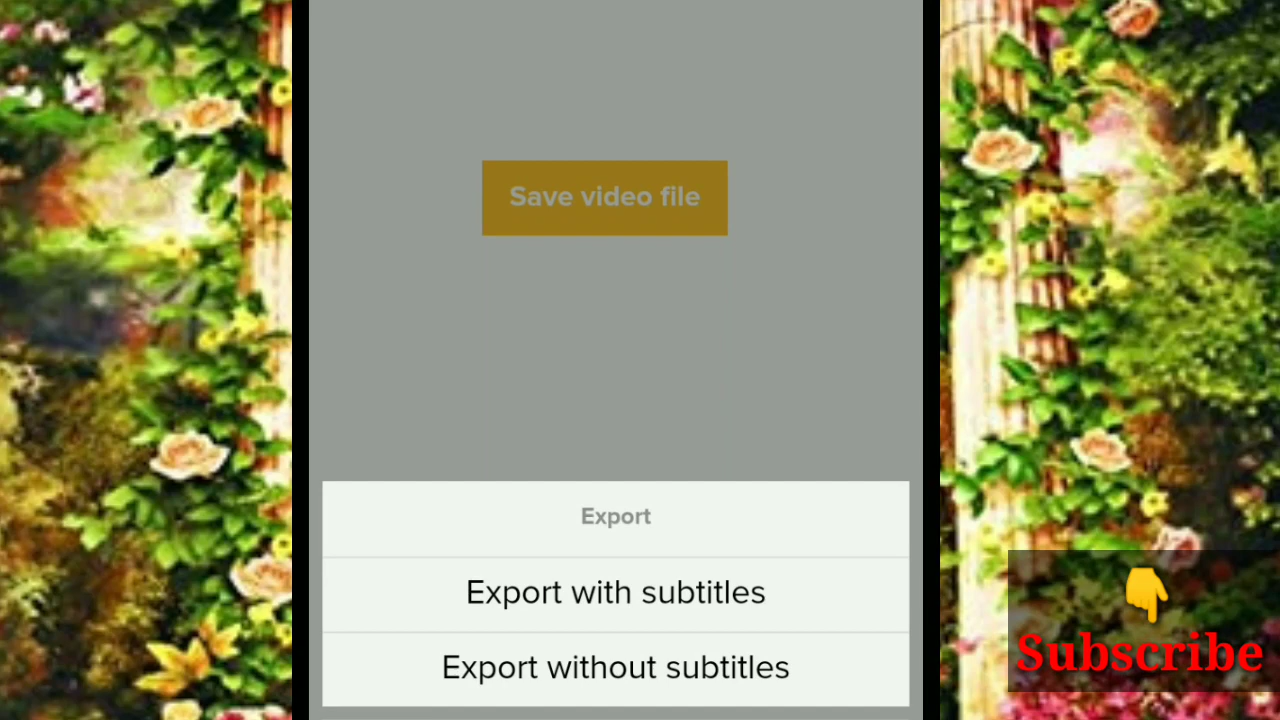 Save video file
Export
Export with subtitles
Export without subtitles
👇
Subscribe